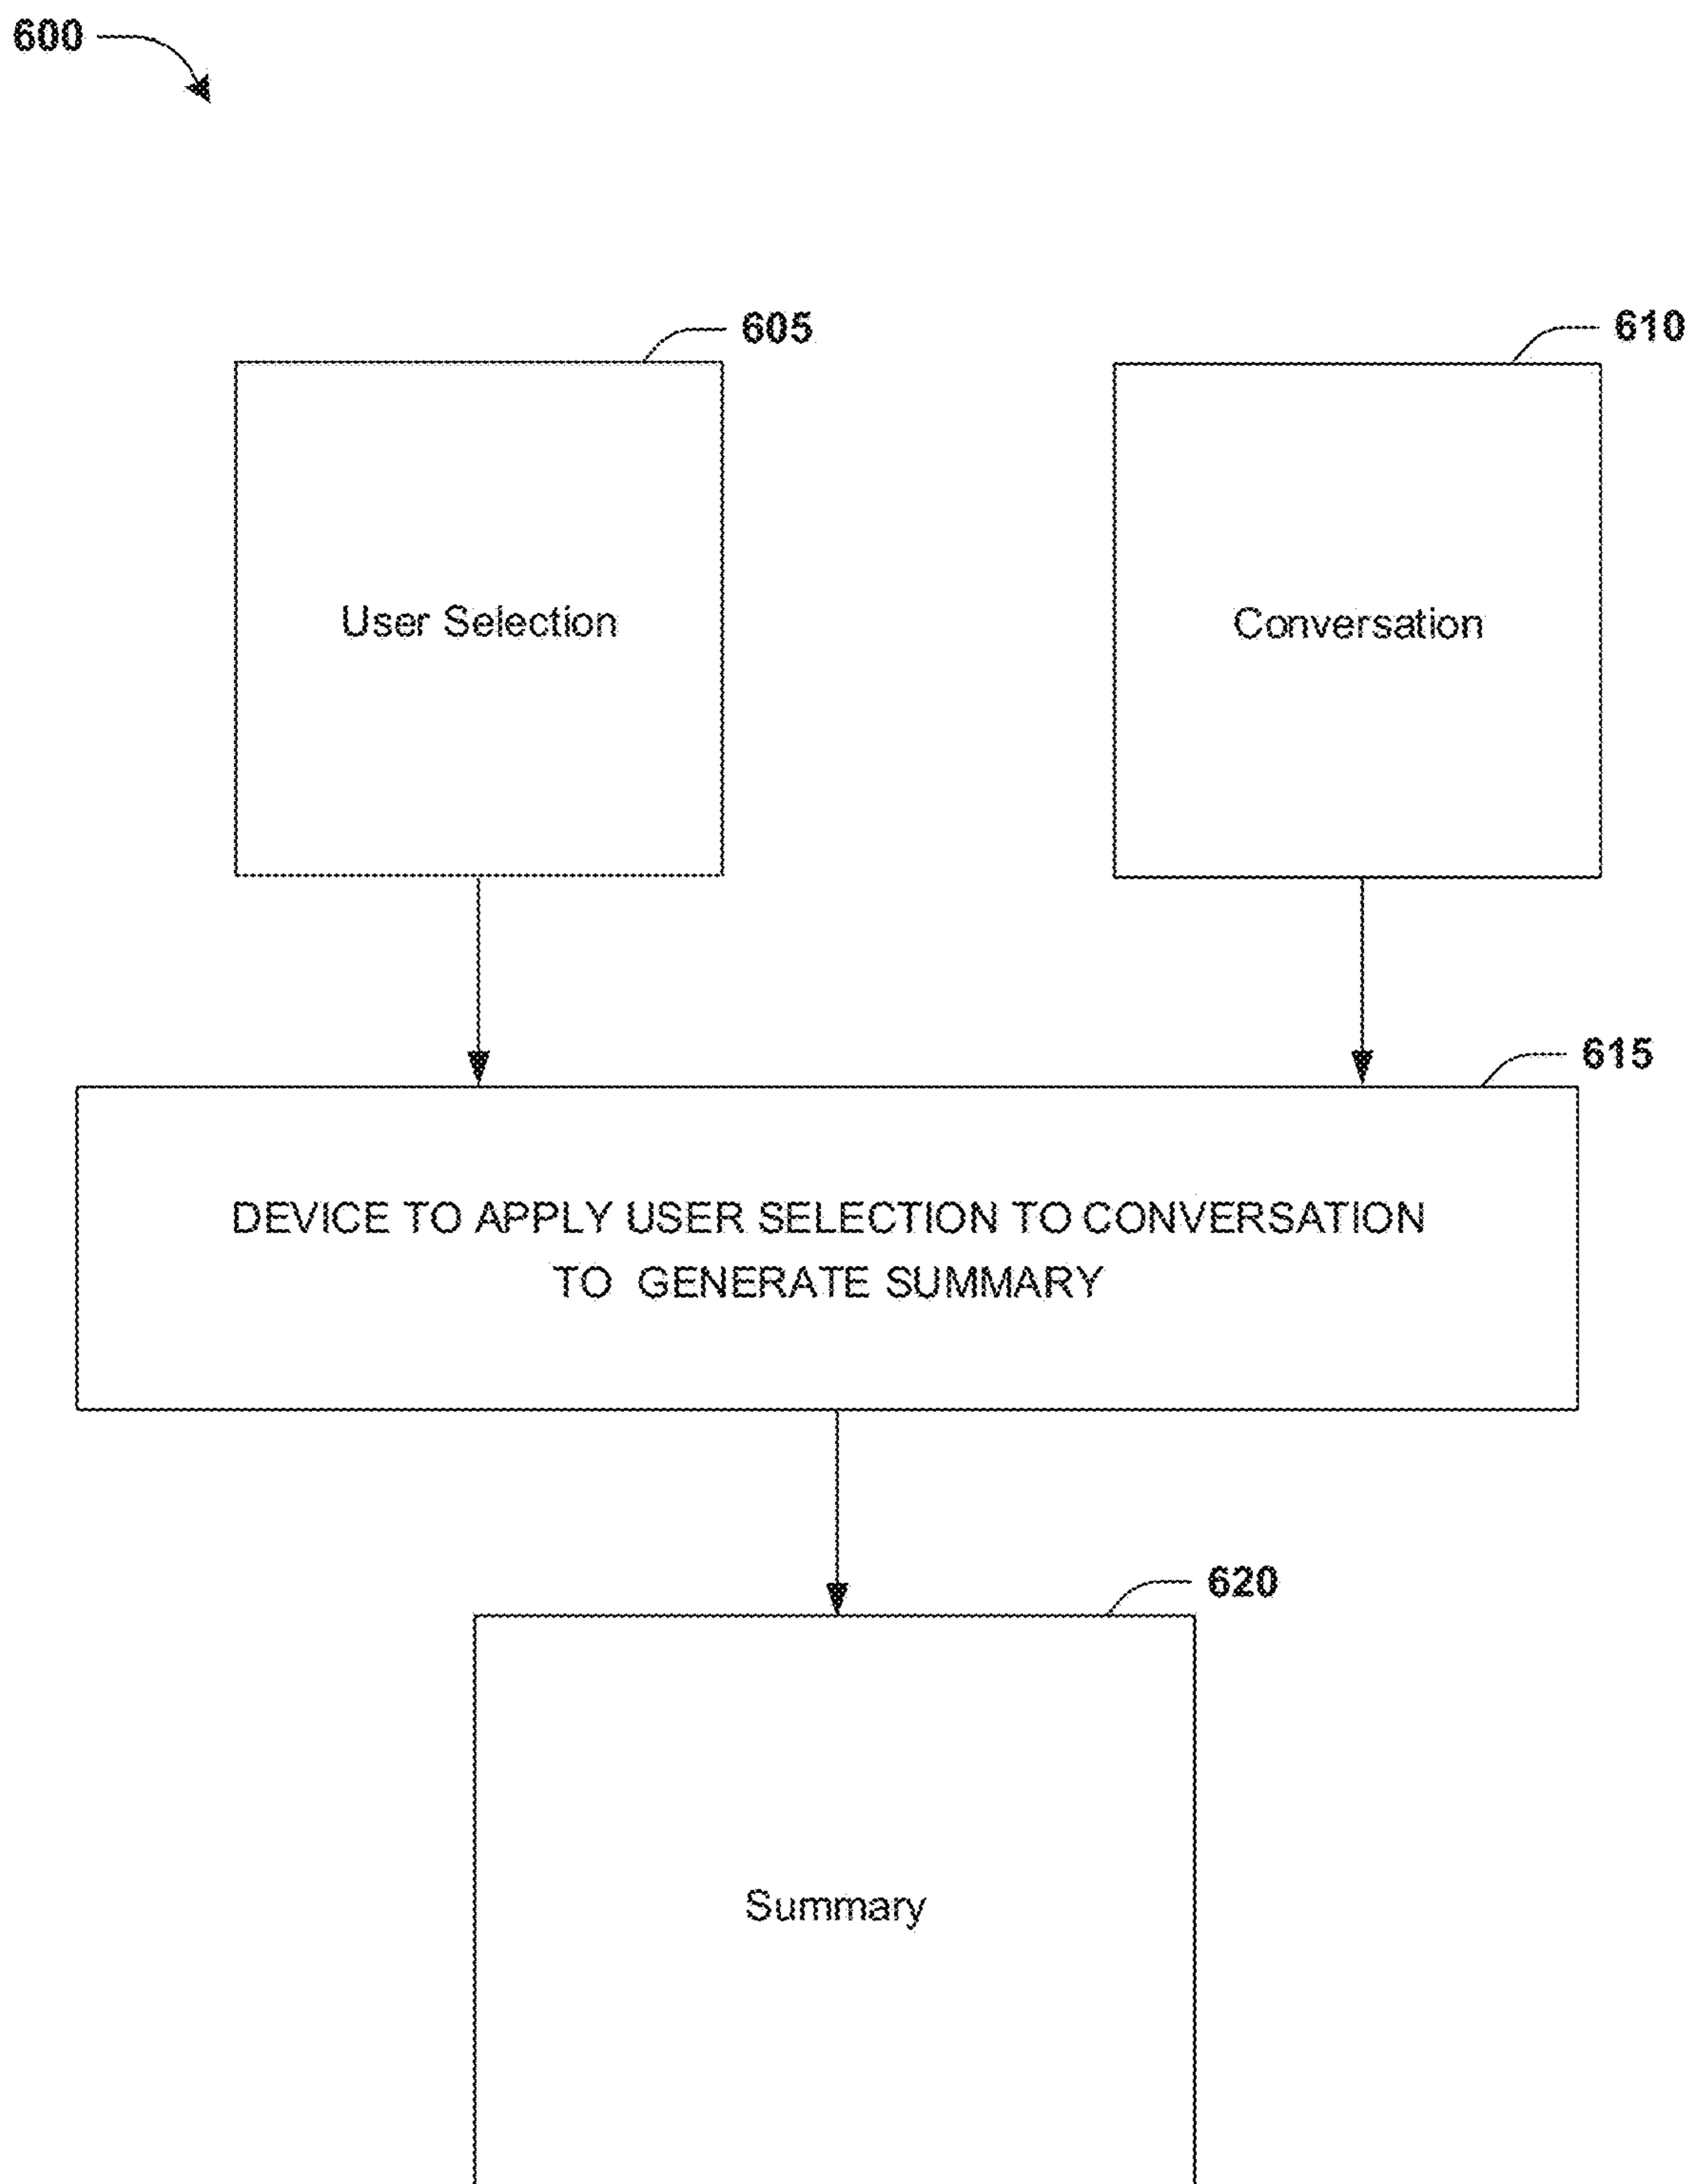 600
605
610
User Selection
Conversation
615
DEVICE TO APPLY USER SELECTION TO CONVERSATION
TO GENERATE SUMMARY
620
Summary